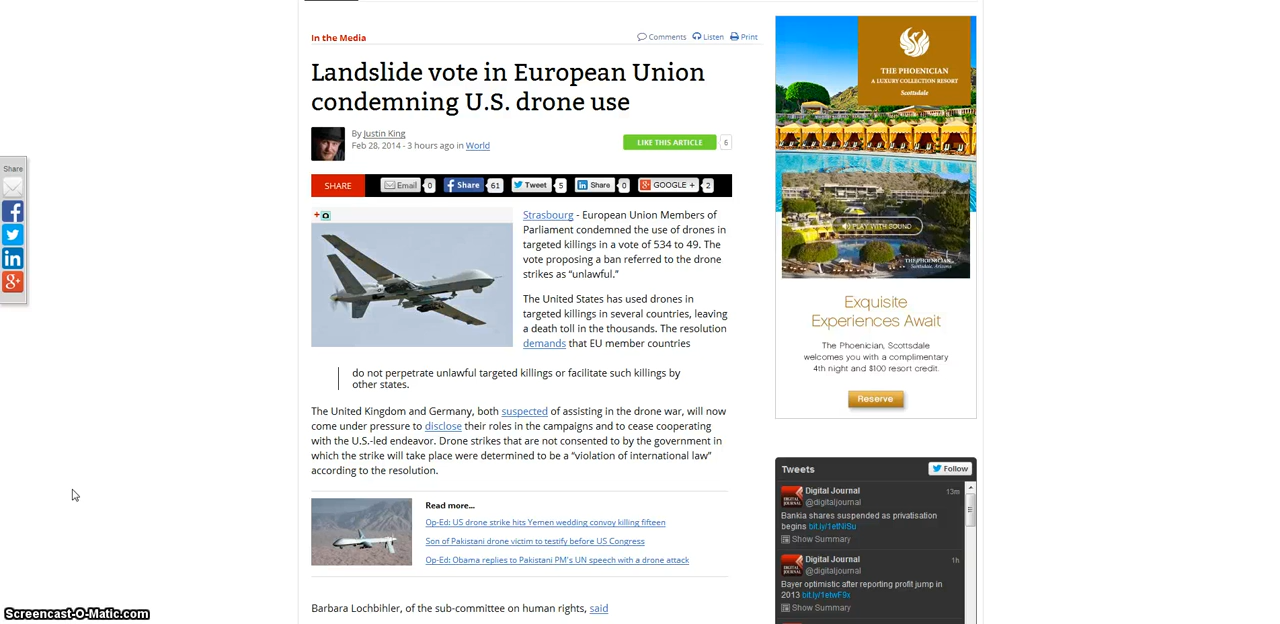 In the Media
Comments Listen Print
Landslide vote in European Union
condemning U.S. drone use
By Justin King
Feb 28, 2014 - 3 hours ago in World
LIKE THIS ARTICLE 6
SHARE Email 0 Share 61 Tweet 5 Share 0 GOOGLE + 2
Share
Strasbourg - European Union Members of
Parliament condemned the use of drones in
targeted killings in a vote of 534 to 49. The
vote proposing a ban referred to the drone
strikes as “unlawful.”
The United States has used drones in
targeted killings in several countries, leaving
a death toll in the thousands. The resolution
demands that EU member countries
do not perpetrate unlawful targeted killings or facilitate such killings by
other states.
The United Kingdom and Germany, both suspected of assisting in the drone war, will now
come under pressure to disclose their roles in the campaigns and to cease cooperating
with the U.S.-led endeavor. Drone strikes that are not consented to by the government in
which the strike will take place were determined to be a “violation of international law”
according to the resolution.
Read more...
Op-Ed: US drone strike hits Yemen wedding convoy killing fifteen
Son of Pakistani drone victim to testify before US Congress
Op-Ed: Obama replies to Pakistani PM's UN speech with a drone attack
Barbara Lochbihler, of the sub-committee on human rights, said
THE PHOENICIAN
A LUXURY COLLECTION RESORT
Scottsdale
PLAY WITH SOUND
THE PHOENICIAN
Scottsdale, Arizona
Exquisite
Experiences Await
The Phoenician, Scottsdale
welcomes you with a complimentary
4th night and $100 resort credit.
Reserve
Tweets Follow
Digital Journal 13m
@digitaljournal
Bankia shares suspended as privatisation
begins bit.ly/1etNISu
Show Summary
Digital Journal 1h
@digitaljournal
Bayer optimistic after reporting profit jump in
2013 bit.ly/1elwF9x
Show Summary
Screencast-O-Matic.com